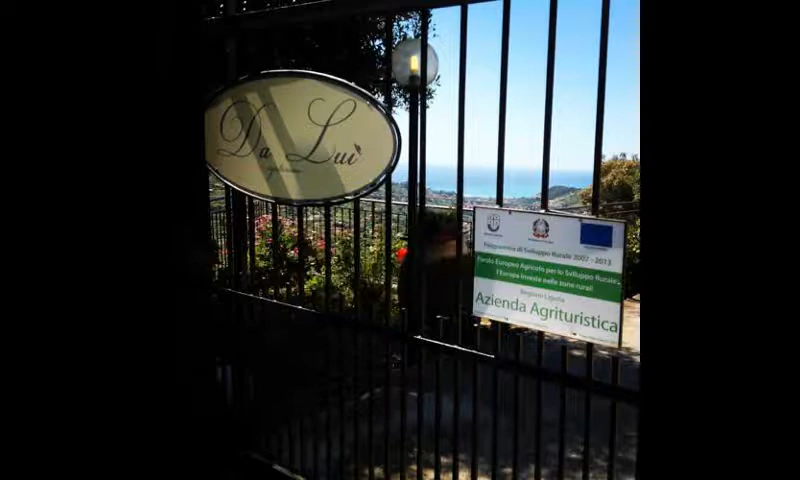 Da Luì
Programma di Sviluppo Rurale 2007 - 2013
Fondo Europeo Agricolo per lo Sviluppo Rurale:
l'Europa investe nelle zone rurali
Regione Liguria
Azienda Agrituristica